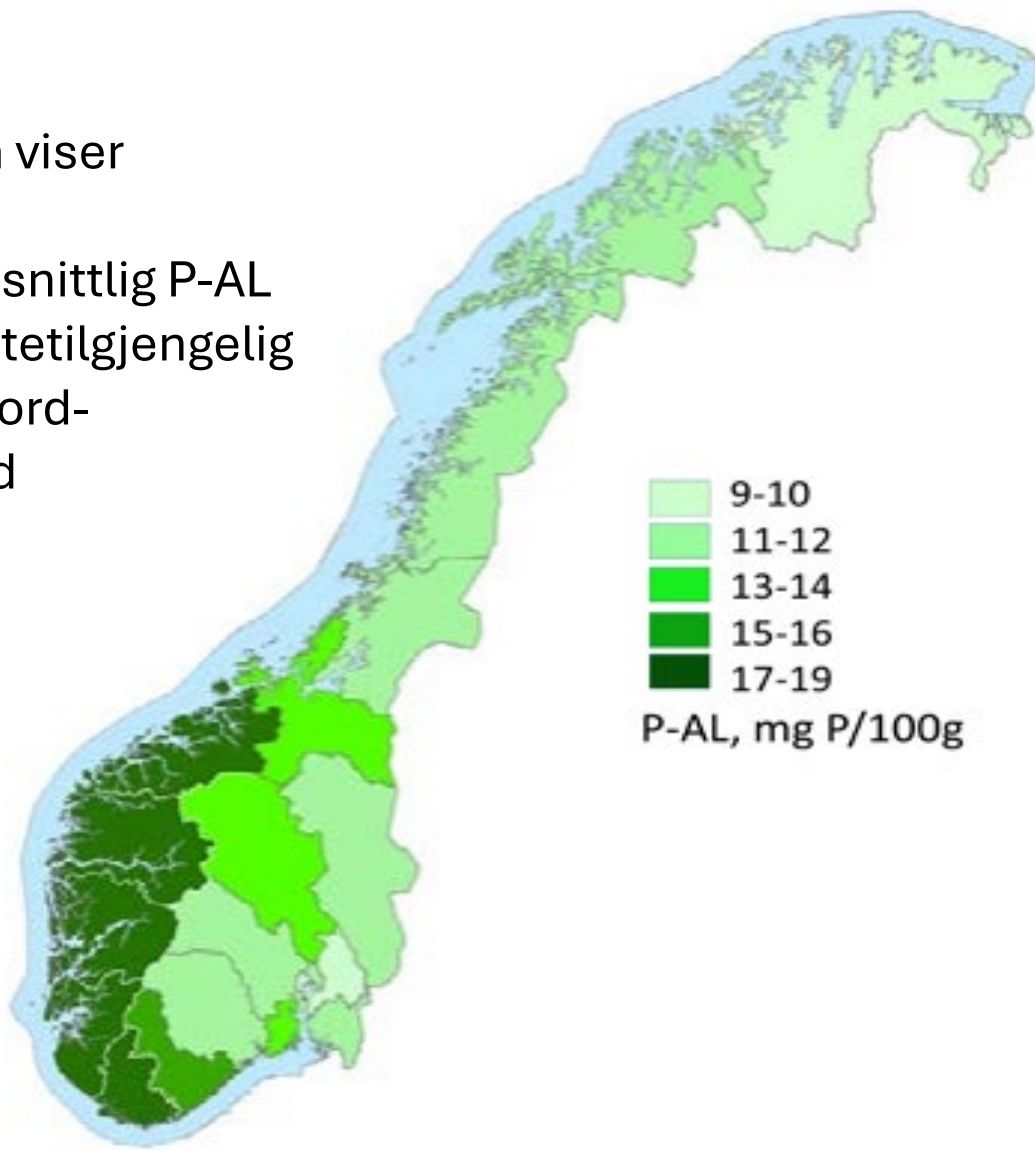 viser
snittlig P-AL
tetilgjengelig
ord-
d
9-10
11-12
13-14
15-16
17-19
P-AL, mg P/100g